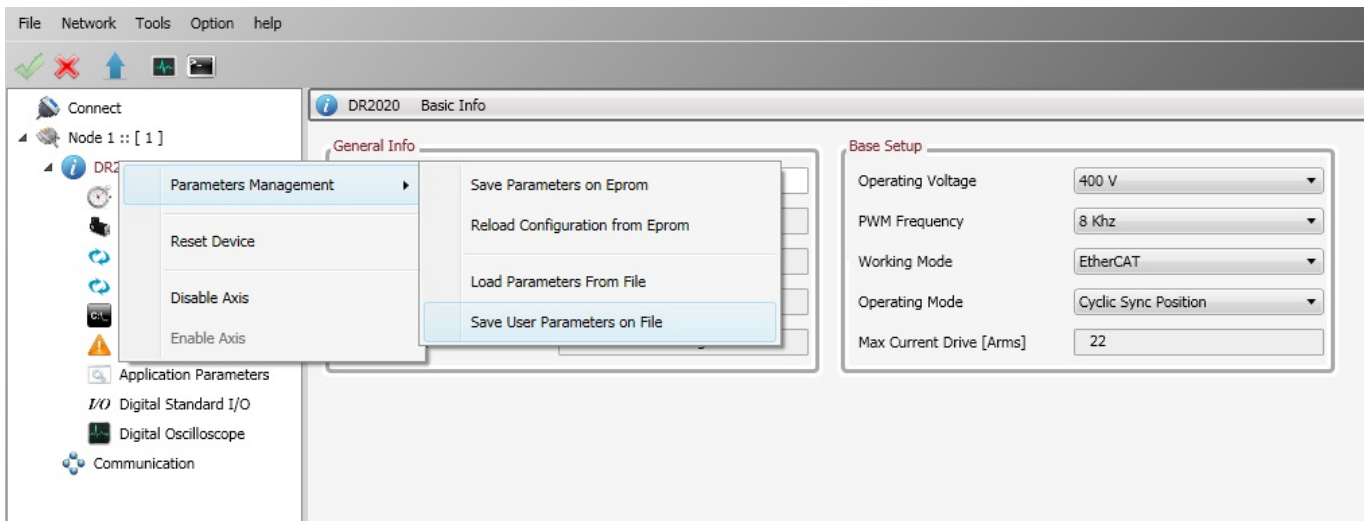 File Network Tools Option help
Connect
Node 1 :: [ 1 ]
DR2
Application Parameters
I/O Digital Standard I/O
Digital Oscilloscope
Communication
Parameters Management
Reset Device
Disable Axis
Enable Axis
Save Parameters on Eprom
Reload Configuration from Eprom
Load Parameters From File
Save User Parameters on File
DR2020 Basic Info
General Info
Base Setup
Operating Voltage 400 V
PWM Frequency 8 Khz
Working Mode EtherCAT
Operating Mode Cyclic Sync Position
Max Current Drive [Arms] 22